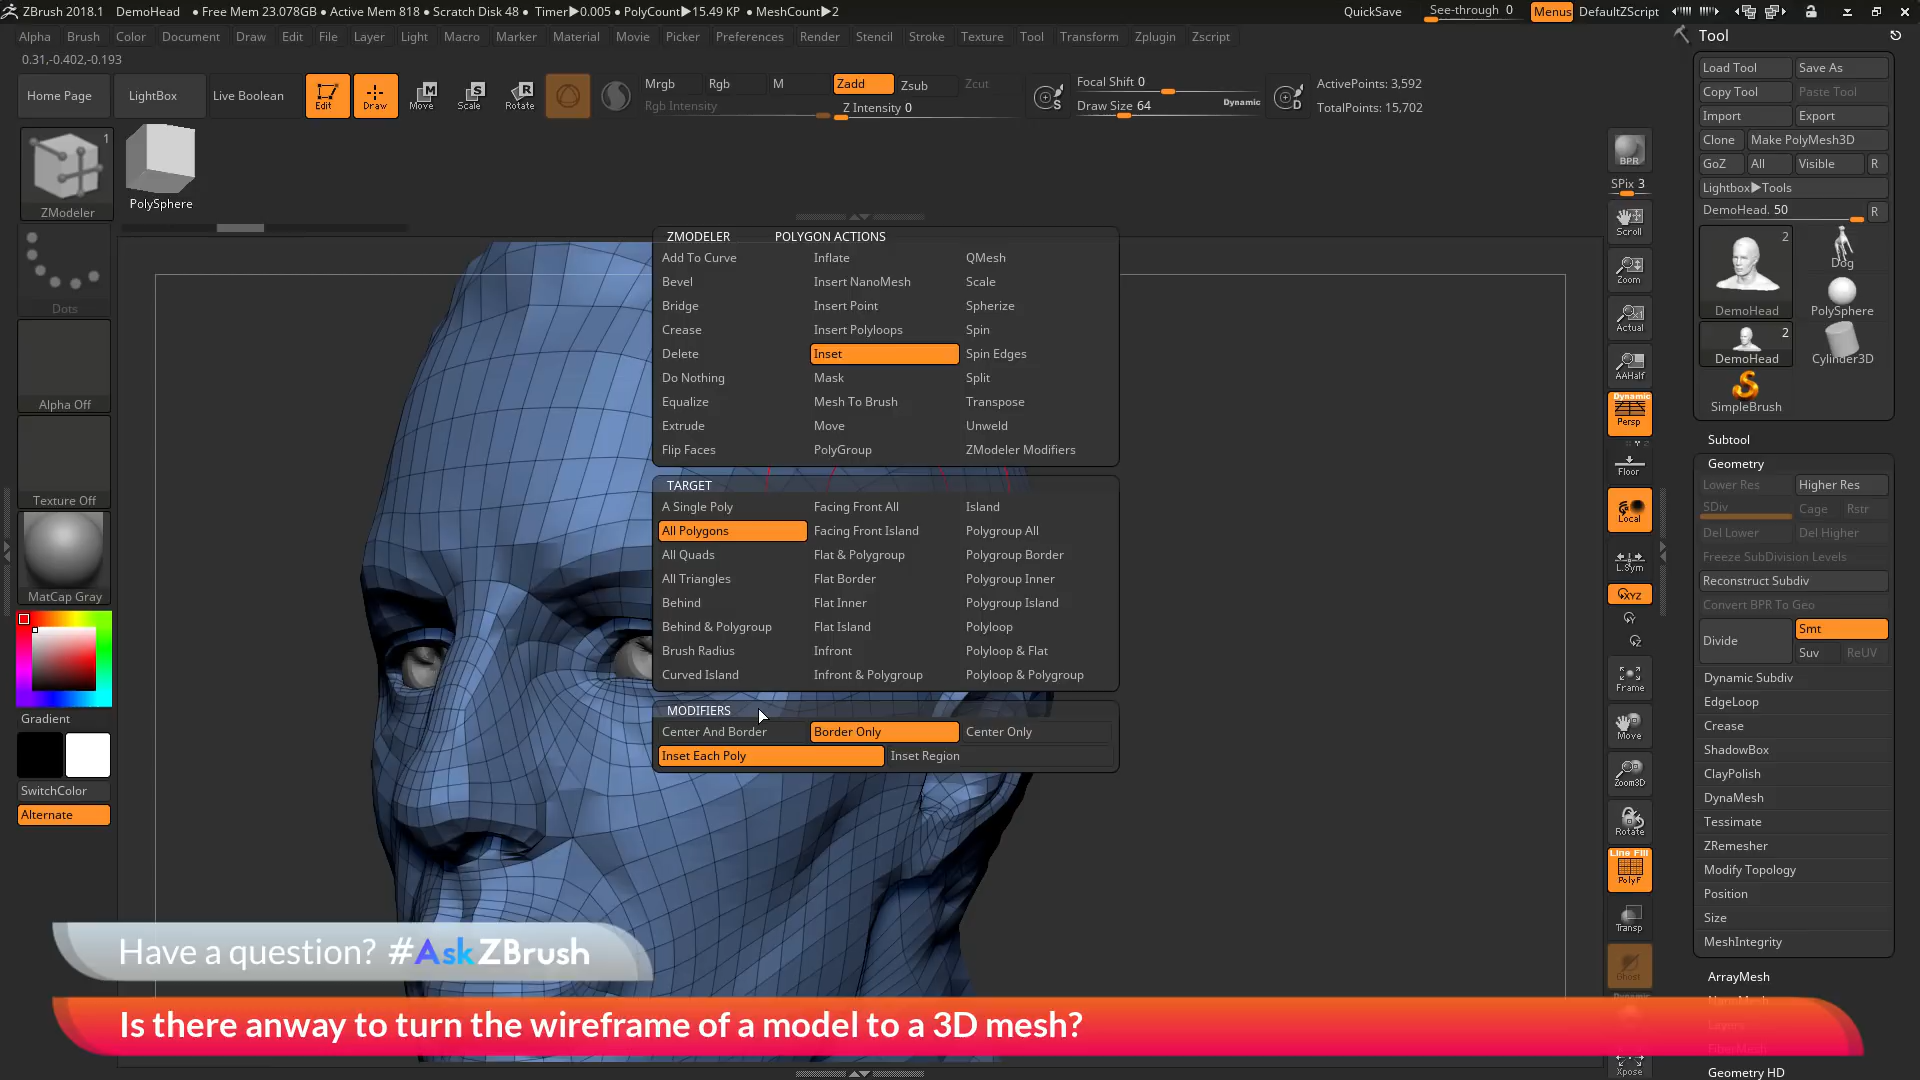 ZBrush 2018.1 DemoHead • Free Mem 23.078GB • Active Mem 818 • Scratch Disk 48 • Timer▶0.005 • PolyCount▶15.49 KP • MeshCount▶2 QuickSave See-through 0 Menus DefaultZScript
Alpha Brush Color Document Draw Edit File Layer Light Macro Marker Material Movie Picker Preferences Render Stencil Stroke Texture Tool Transform Zplugin Zscript
0.31,-0.402,-0.193
Home Page LightBox Live Boolean Edit Draw Move Scale Rotate
Mrgb Rgb M Zadd Zsub Zcut
Rgb Intensity Z Intensity 0
S Focal Shift 0
Draw Size 64 Dynamic D
ActivePoints: 3,592
TotalPoints: 15,702
1
ZModeler
PolySphere
Dots
Alpha Off
Texture Off
MatCap Gray
Gradient
SwitchColor
Alternate
ZMODELER POLYGON ACTIONS
Add To Curve Inflate QMesh
Bevel Insert NanoMesh Scale
Bridge Insert Point Spherize
Crease Insert Polyloops Spin
Delete Inset Spin Edges
Do Nothing Mask Split
Equalize Mesh To Brush Transpose
Extrude Move Unweld
Flip Faces PolyGroup ZModeler Modifiers
TARGET
A Single Poly Facing Front All Island
All Polygons Facing Front Island Polygroup All
All Quads Flat & Polygroup Polygroup Border
All Triangles Flat Border Polygroup Inner
Behind Flat Inner Polygroup Island
Behind & Polygroup Flat Island Polyloop
Brush Radius Infront Polyloop & Flat
Curved Island Infront & Polygroup Polyloop & Polygroup
MODIFIERS
Center And Border Border Only Center Only
Inset Each Poly Inset Region
BPR
SPix 3
Scroll
Zoom
Actual
AAHalf
Dynamic
Persp
Floor
Local
L.Sym
XYZ
Frame
Move
Zoom3D
Rotate
Line Fill
PolyF
Transp
Ghost
Dynamic
Xpose
Tool
Load Tool Save As
Copy Tool Paste Tool
Import Export
Clone Make PolyMesh3D
GoZ All Visible R
Lightbox▶Tools
DemoHead. 50 R
2
DemoHead
Dog
PolySphere
2
DemoHead
Cylinder3D
SimpleBrush
Subtool
Geometry
Lower Res Higher Res
SDiv Cage Rstr
Del Lower Del Higher
Freeze SubDivision Levels
Reconstruct Subdiv
Convert BPR To Geo
Divide Smt
Suv ReUV
Dynamic Subdiv
EdgeLoop
Crease
ShadowBox
ClayPolish
DynaMesh
Tessimate
ZRemesher
Modify Topology
Position
Size
MeshIntegrity
ArrayMesh
NanoMesh
Layers
FiberMesh
Geometry HD
Have a question? #AskZBrush
Is there anway to turn the wireframe of a model to a 3D mesh?